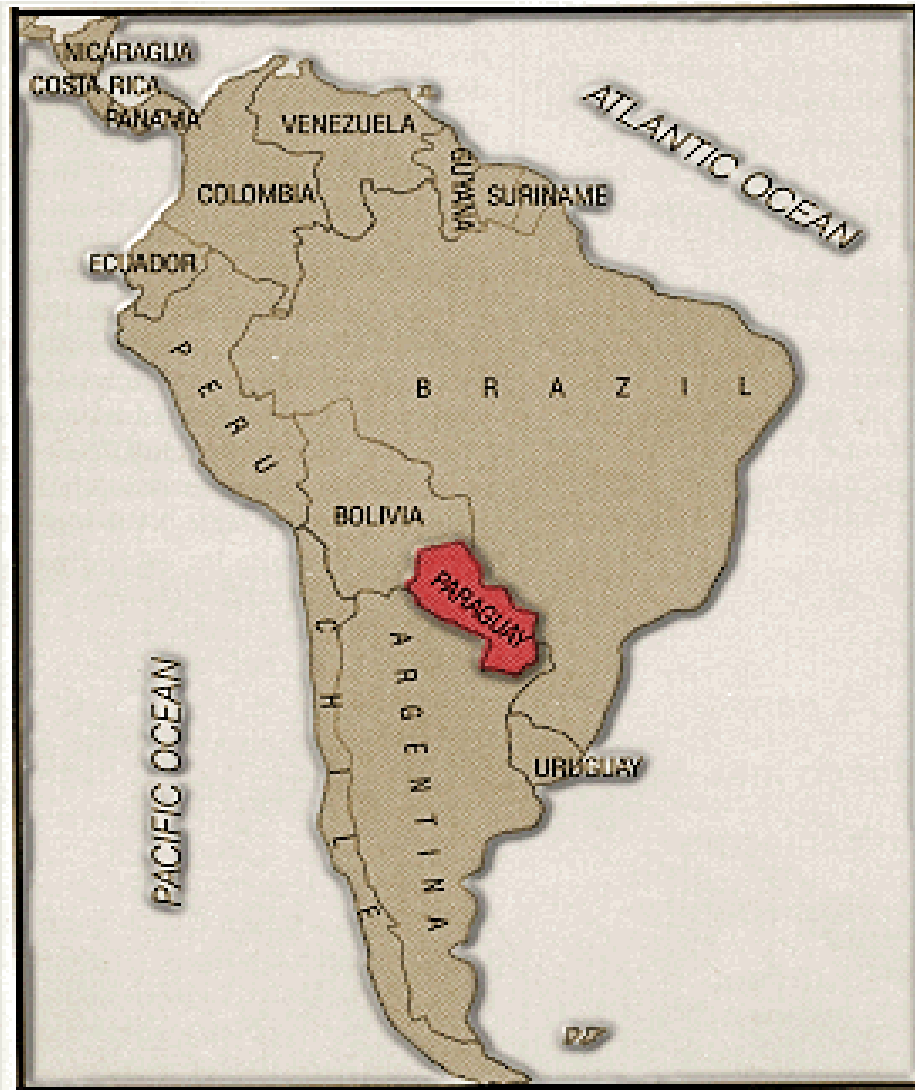 NICARAGUA
COSTA RICA
PANAMA
VENEZUELA
GUYANA
SURINAME
COLOMBIA
ECUADOR
ATLANTIC OCEAN
PERU
BRAZIL
BOLIVIA
PARAGUAY
CHILE
ARGENTINA
URUGUAY
PACIFIC OCEAN